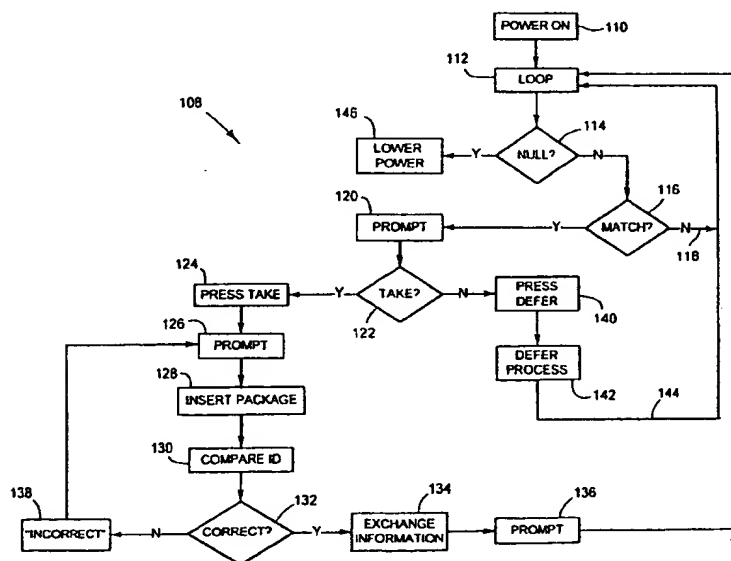 POWER ON
110
112
LOOP
108
146
114
LOWER
POWER
Y
NULL?
N
116
120
PROMPT
Y
MATCH?
N
118
124
PRESS TAKE
Y
TAKE?
N
PRESS
DEFER
122
140
126
PROMPT
128
DEFER
PROCESS
INSERT PACKAGE
142
144
130
COMPARE ID
138
132
134
136
"INCORRECT"
N
CORRECT?
Y
EXCHANGE
INFORMATION
PROMPT